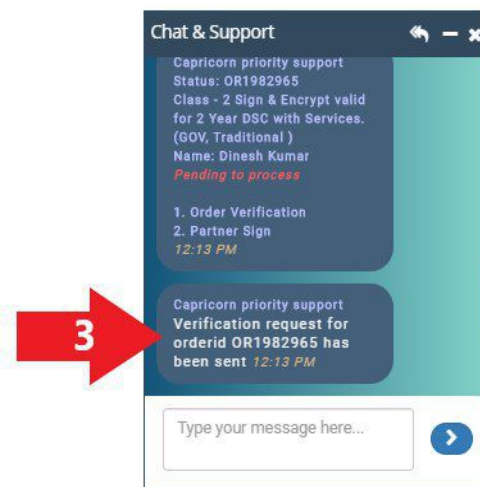 Chat & Support
Capricorn priority support
Status: OR1982965
Class - 2 Sign & Encrypt valid
for 2 Year DSC with Services.
(GOV, Traditional )
Name: Dinesh Kumar
Pending to process
1. Order Verification
2. Partner Sign
12:13 PM
3
Capricorn priority support
Verification request for
orderid OR1982965 has
been sent 12:13 PM
Type your message here...